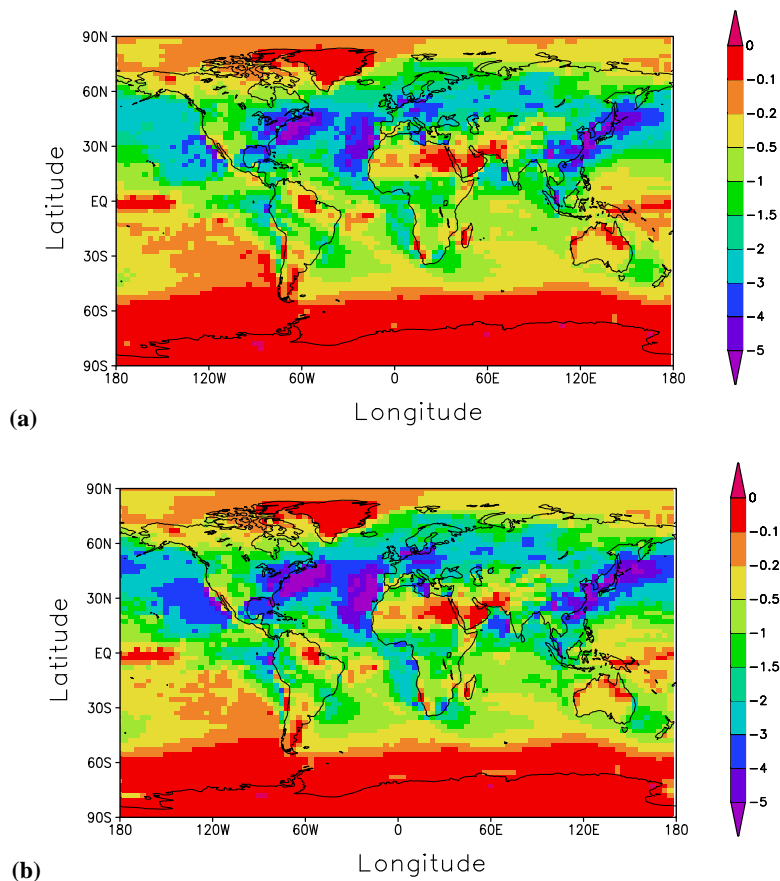 90N
60N
30N
EQ
30S
60S
90S
Latitude
180 120W 60W 0 60E 120E 180
Longitude
0
-0.1
-0.2
-0.5
-1
-1.5
-2
-3
-4
-5
(a)
90N
60N
30N
EQ
30S
60S
90S
Latitude
180 120W 60W 0 60E 120E 180
Longitude
0
-0.1
-0.2
-0.5
-1
-1.5
-2
-3
-4
-5
(b)